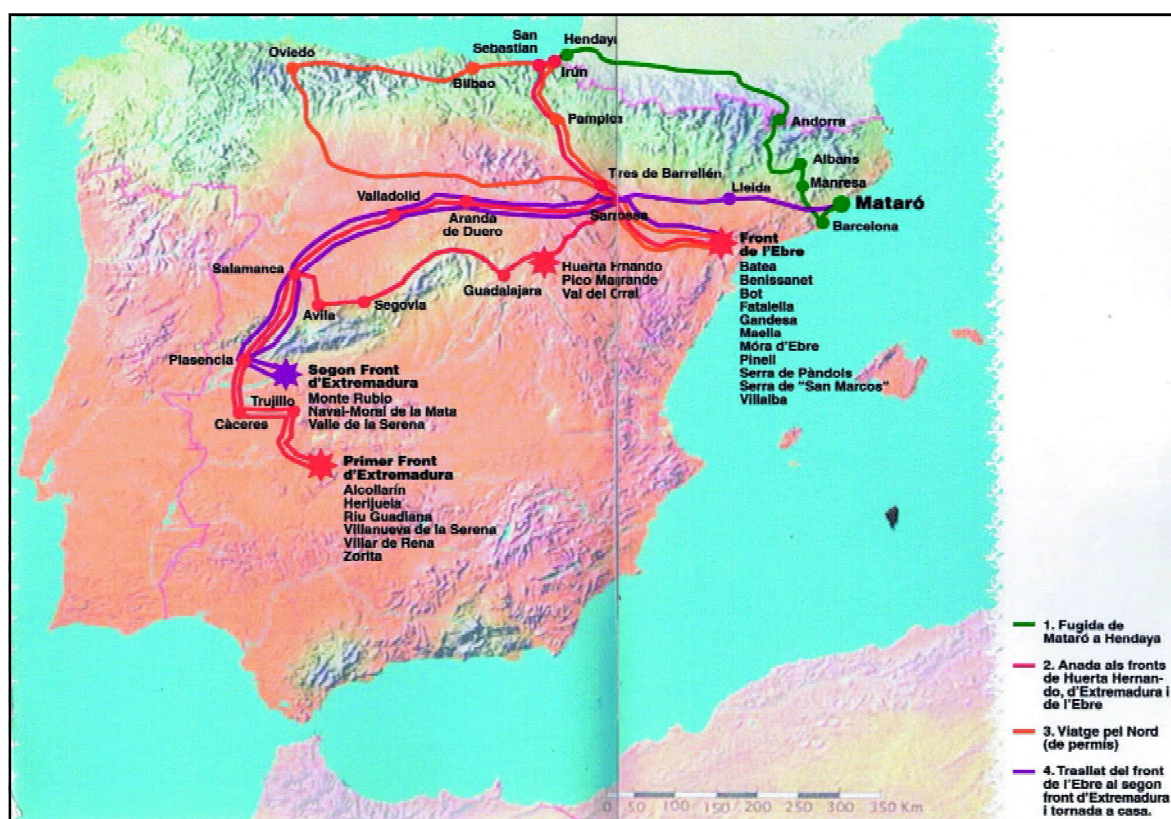 San
Sebastian
Hendaya
Oviedo
Irún
Bilbao
Pamplona
Andorra
Albans
Manresa
Tres de Barrellén
Lleida
Mataró
Barcelona
Valladolid
Aranda
de Duero
Sarrossa
Front
de l'Ebre
Batea
Benissanet
Bot
Fatalella
Gandesa
Maella
Móra d'Ebre
Pinell
Serra de Pàndols
Serra de "San Marcos"
Villalba
Salamanca
Huerta Frnando
Pico Magrande
Val del Orral
Guadalajara
Segovia
Avila
Plasencia
Segon Front
d'Extremadura
Monte Rubio
Naval-Moral de la Mata
Valle de la Serena
Trujillo
Càceres
Primer Front
d'Extremadura
Alcollarín
Herijuela
Riu Guadiana
Villanueva de la Serena
Villar de Rena
Zorita
1. Fugida de
Mataró a Hendaya
2. Anada als fronts
de Huerta Hernan-
do, d'Extremadura i
de l'Ebre
3. Viatge pel Nord
(de permís)
4. Trasllat del front
de l'Ebre al segon
front d'Extremadura
i tornada a casa.
0 50 100 150 200 250 300 350 Km